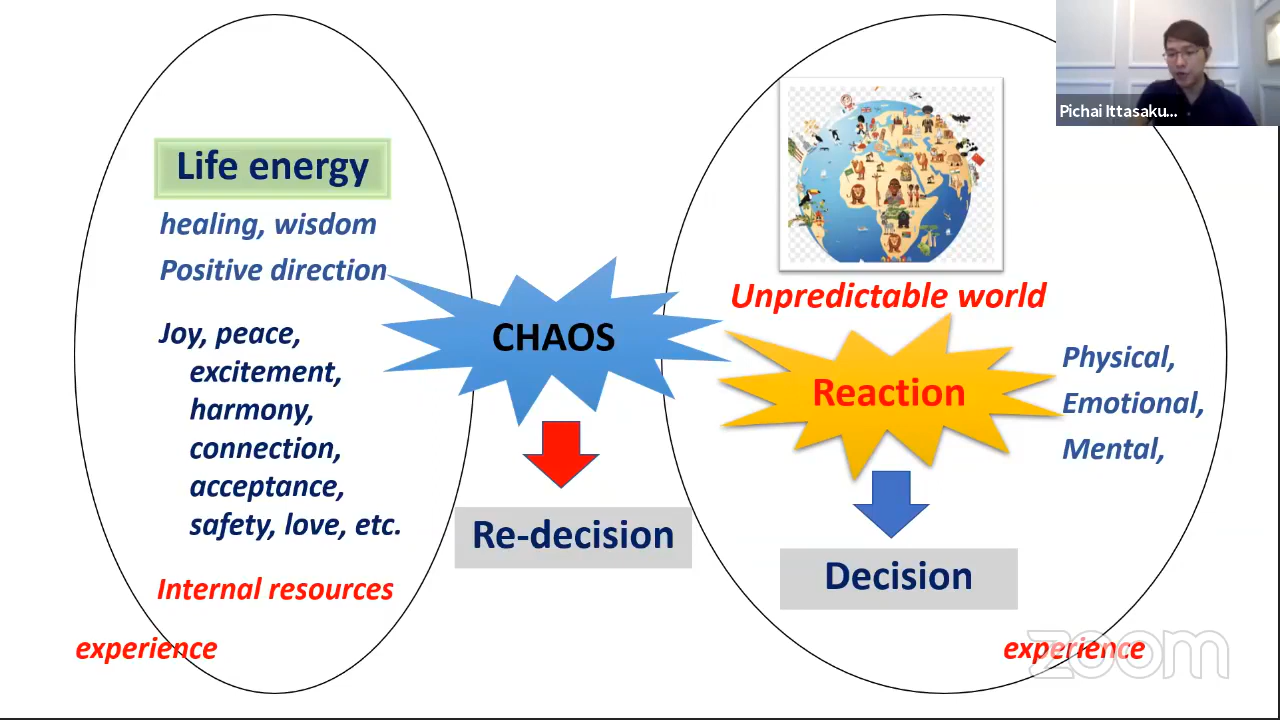 Life energy
healing, wisdom
Positive direction
Joy, peace,
excitement,
harmony,
connection,
acceptance,
safety, love, etc.
Internal resources
experience
CHAOS
Re-decision
Unpredictable world
Reaction
Physical,
Emotional,
Mental,
Decision
experience
zoom
Pichai Ittasaku...